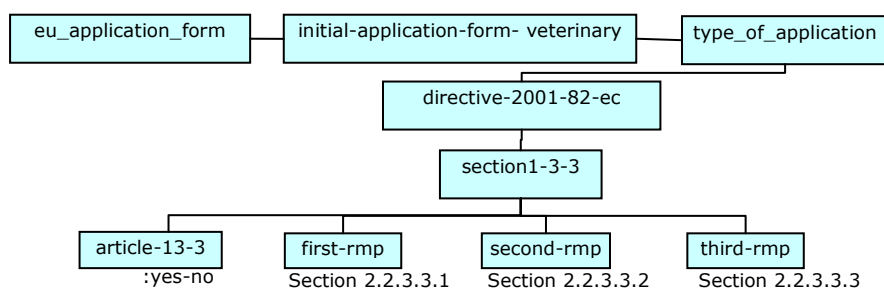 eu_application_form
initial-application-form- veterinary
type_of_application
directive-2001-82-ec
section1-3-3
article-13-3
first-rmp
second-rmp
third-rmp
:yes-no
Section 2.2.3.3.1
Section 2.2.3.3.2
Section 2.2.3.3.3